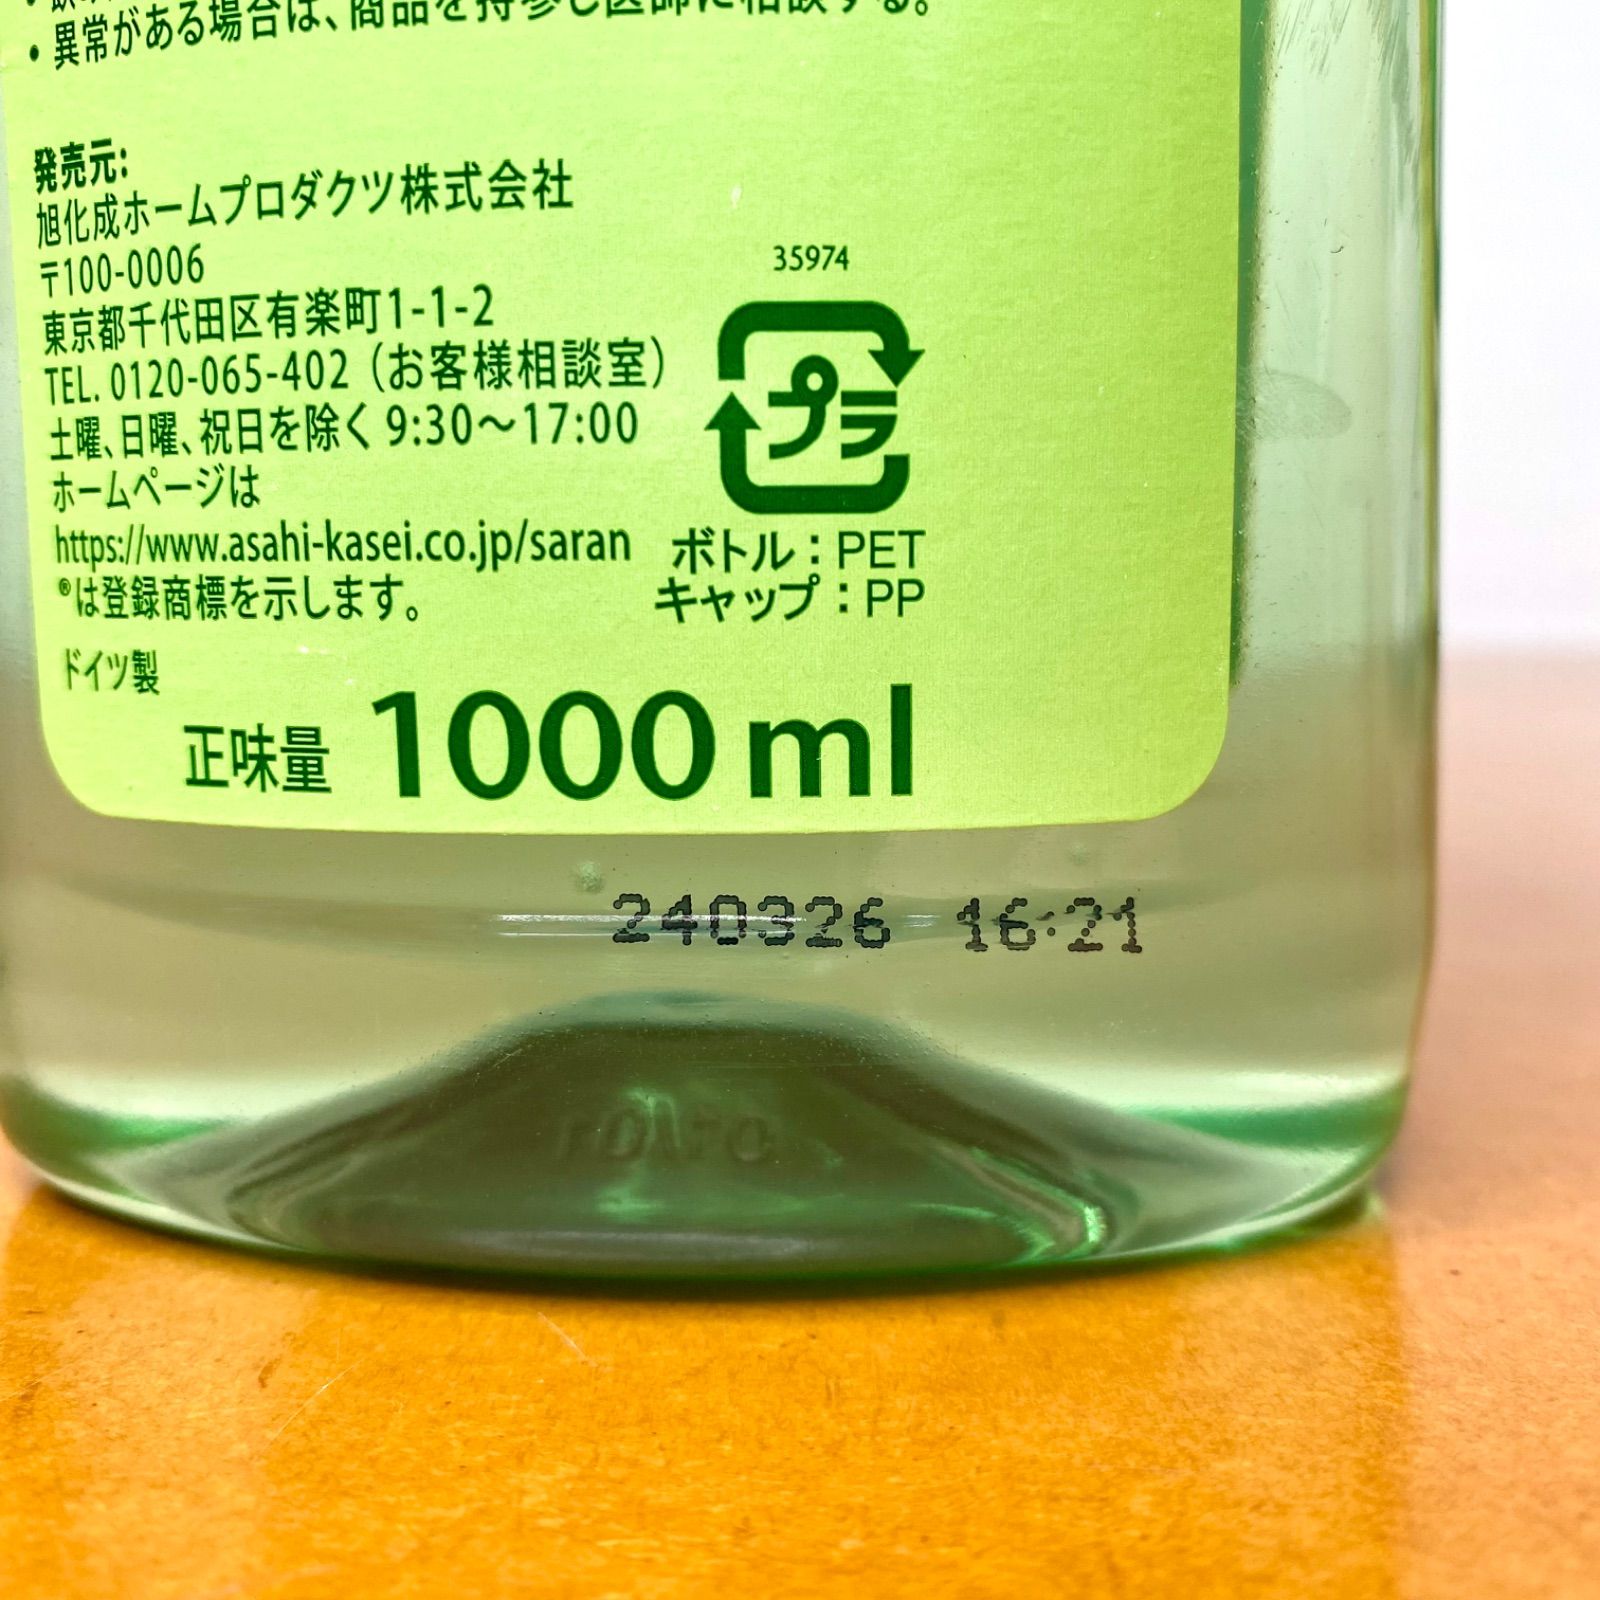 ・異常がある場合は、商品を持参し医師に相談する。
発売元:
旭化成ホームプロダクツ株式会社
〒100-0006
東京都千代田区有楽町1-1-2
TEL. 0120-065-402（お客様相談室）
土曜、日曜、祝日を除く 9:30〜17:00
ホームページは
https://www.asahi-kasei.co.jp/saran
®は登録商標を示します。
ドイツ製
35974
プラ
ボトル：PET
キャップ：PP
正味量 1000 ml
240326 16:21